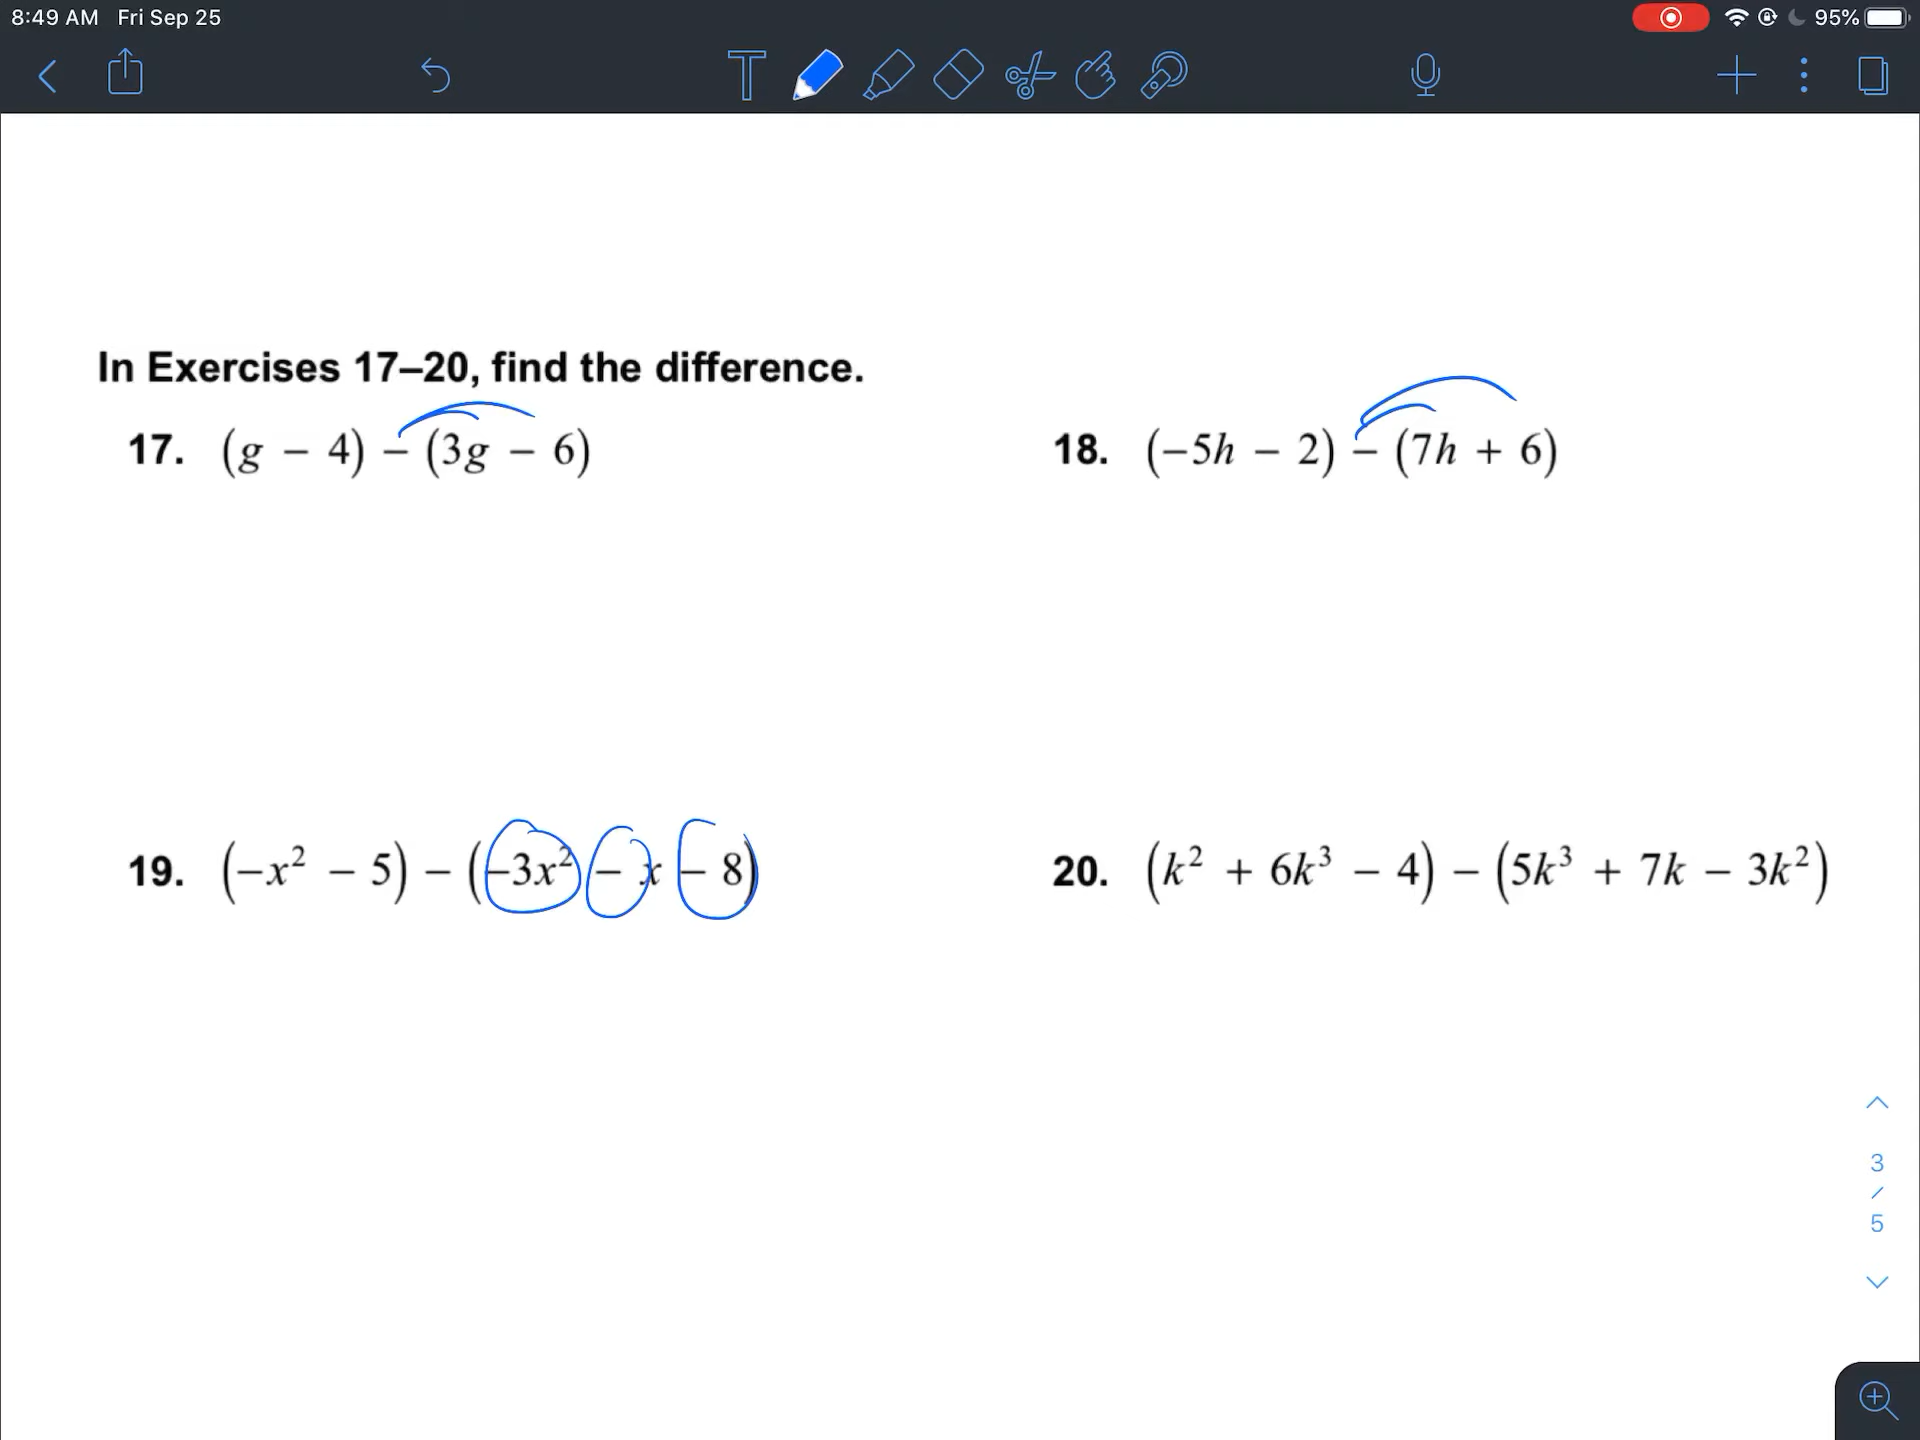 8:49 AM Fri Sep 25 95%
T
In Exercises 17–20, find the difference.
17. (g − 4) − (3g − 6)
18. (−5h − 2) − (7h + 6)
19. (−x² − 5) − (−3x² − x − 8)
20. (k² + 6k³ − 4) − (5k³ + 7k − 3k²)
3
/
5